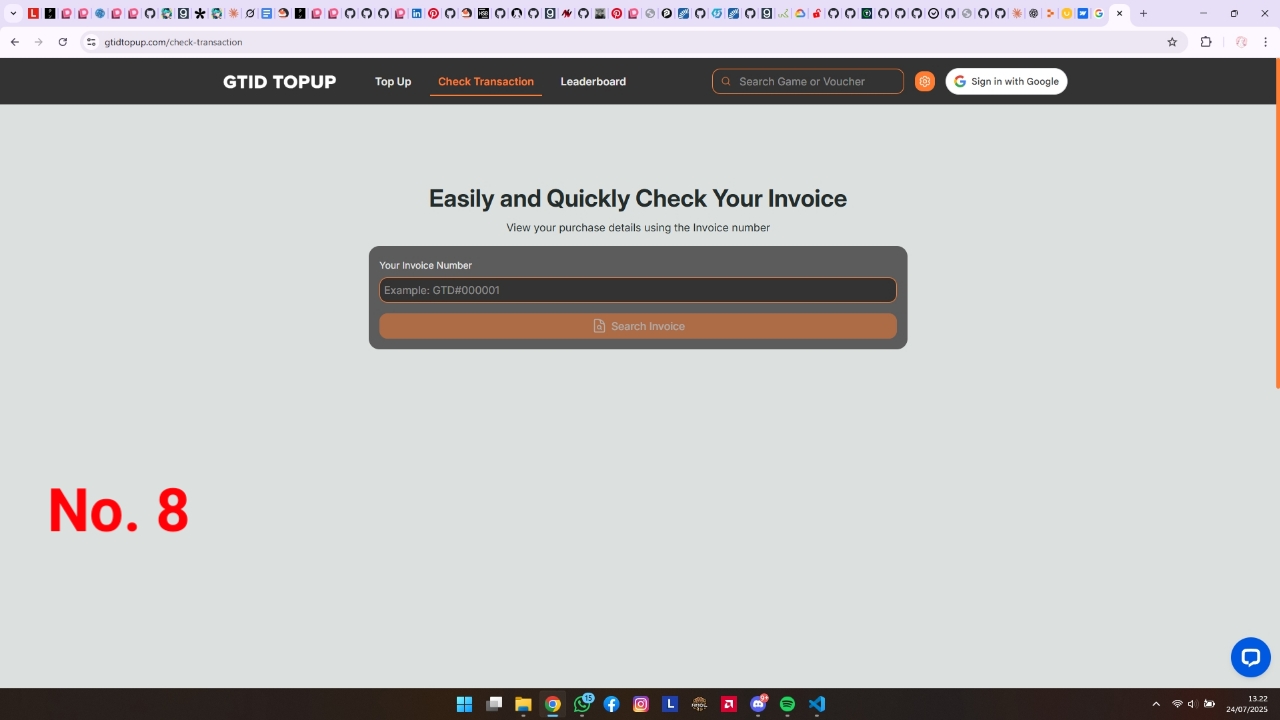 gtidtopup.com/check-transaction
GTID TOPUP
Top Up
Check Transaction
Leaderboard
Search Game or Voucher
Sign in with Google
Easily and Quickly Check Your Invoice
View your purchase details using the Invoice number
Your Invoice Number
Example: GTD#000001
Search Invoice
No. 8
15
9+
13.22
24/07/2025